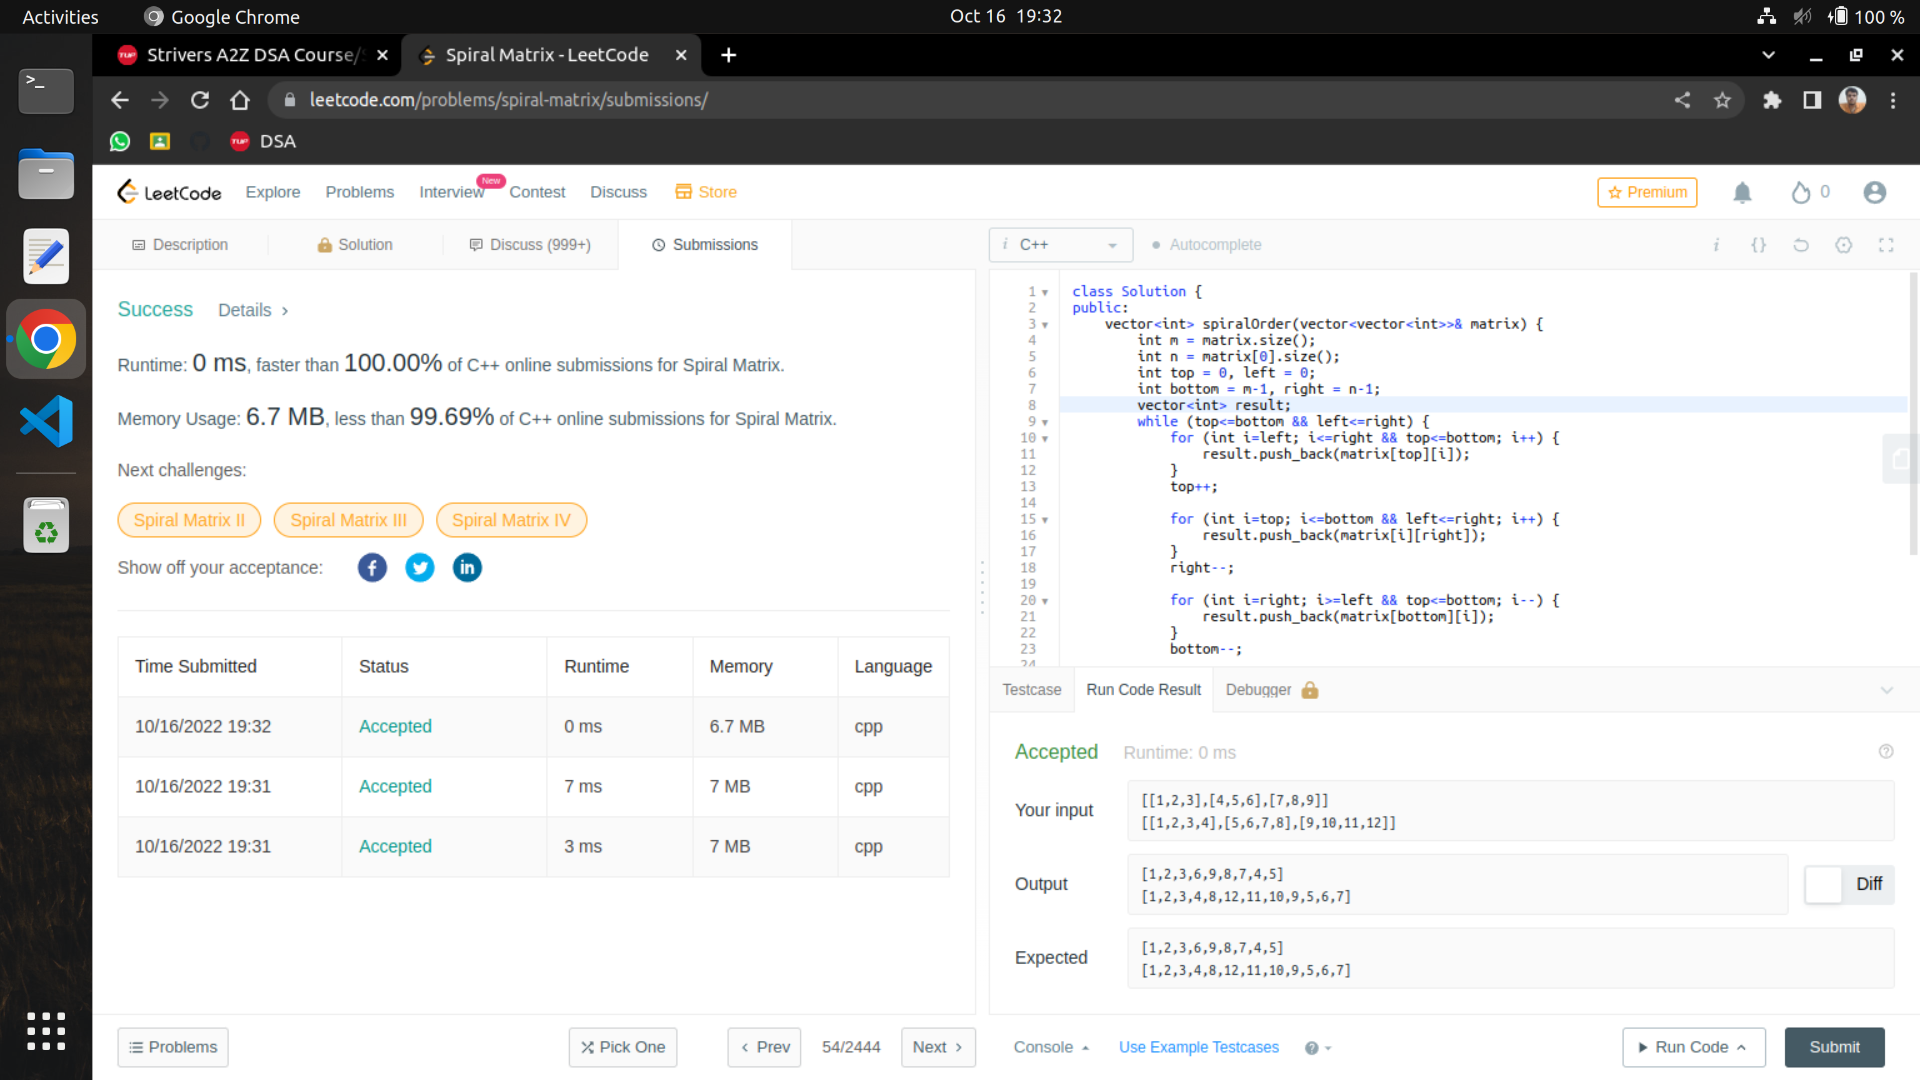 Activities
Google Chrome
Oct 16 19:32
100 %
Strivers A2Z DSA Course/
Spiral Matrix - LeetCode
leetcode.com/problems/spiral-matrix/submissions/
TUF DSA
LeetCode
Explore
Problems
Interview
New
Contest
Discuss
Store
Premium
0
Description
Solution
Discuss (999+)
Submissions
i C++
Autocomplete
Success
Details
Runtime: 0 ms, faster than 100.00% of C++ online submissions for Spiral Matrix.
Memory Usage: 6.7 MB, less than 99.69% of C++ online submissions for Spiral Matrix.
Next challenges:
Spiral Matrix II
Spiral Matrix III
Spiral Matrix IV
Show off your acceptance:
Time Submitted Status Runtime Memory Language
10/16/2022 19:32 Accepted 0 ms 6.7 MB cpp
10/16/2022 19:31 Accepted 7 ms 7 MB cpp
10/16/2022 19:31 Accepted 3 ms 7 MB cpp
Problems
Pick One
Prev
54/2444
Next
1 class Solution {
2 public:
3 vector<int> spiralOrder(vector<vector<int>>& matrix) {
4 int m = matrix.size();
5 int n = matrix[0].size();
6 int top = 0, left = 0;
7 int bottom = m-1, right = n-1;
8 vector<int> result;
9 while (top<=bottom && left<=right) {
10 for (int i=left; i<=right && top<=bottom; i++) {
11 result.push_back(matrix[top][i]);
12 }
13 top++;
14
15 for (int i=top; i<=bottom && left<=right; i++) {
16 result.push_back(matrix[i][right]);
17 }
18 right--;
19
20 for (int i=right; i>=left && top<=bottom; i--) {
21 result.push_back(matrix[bottom][i]);
22 }
23 bottom--;
24
Testcase
Run Code Result
Debugger
Accepted
Runtime: 0 ms
Your input
[[1,2,3],[4,5,6],[7,8,9]]
[[1,2,3,4],[5,6,7,8],[9,10,11,12]]
Output
[1,2,3,6,9,8,7,4,5]
[1,2,3,4,8,12,11,10,9,5,6,7]
Diff
Expected
[1,2,3,6,9,8,7,4,5]
[1,2,3,4,8,12,11,10,9,5,6,7]
Console
Use Example Testcases
Run Code
Submit